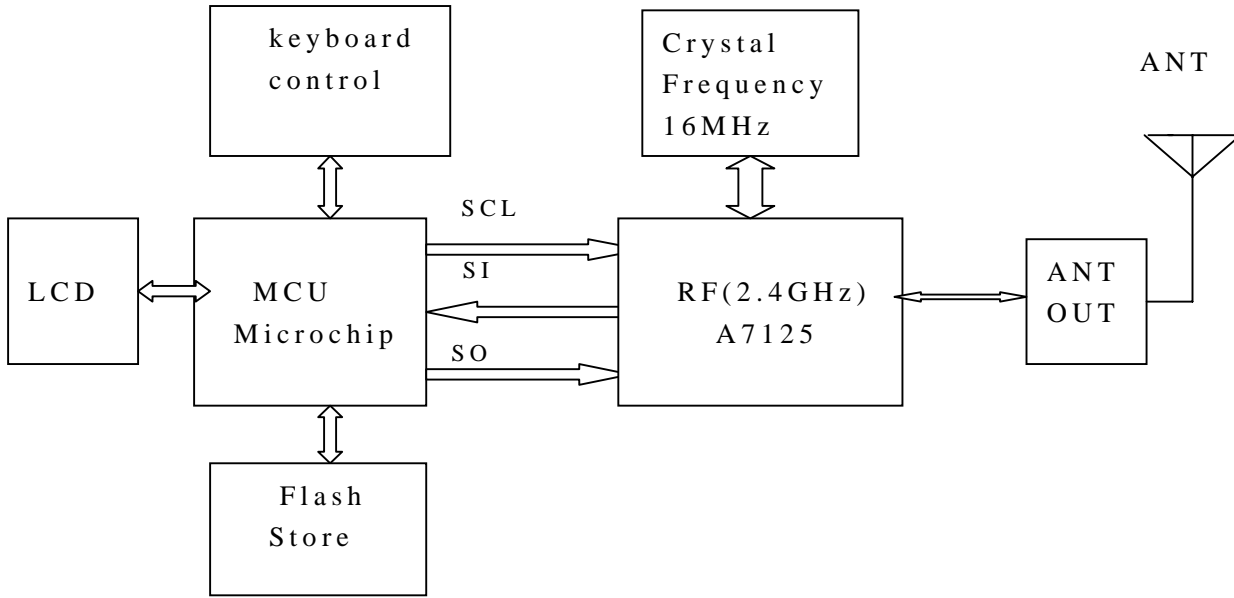 keyboard
control
Crystal
Frequency
16MHz
ANT
LCD
MCU
Microchip
SCL
SI
SO
RF(2.4GHz)
A7125
ANT
OUT
Flash
Store